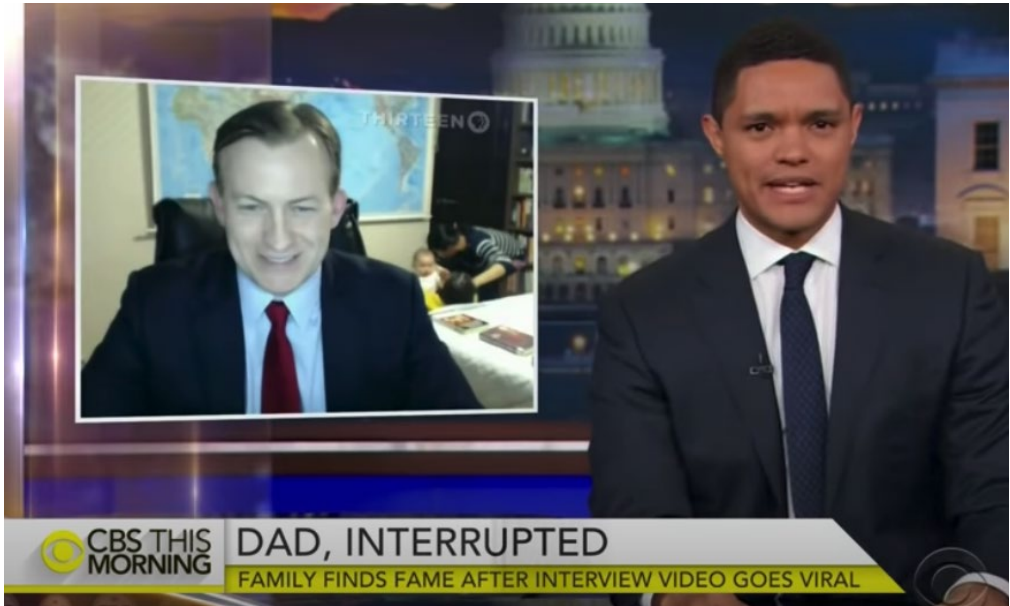 THIRTEEN
CBS THIS
MORNING
DAD, INTERRUPTED
FAMILY FINDS FAME AFTER INTERVIEW VIDEO GOES VIRAL